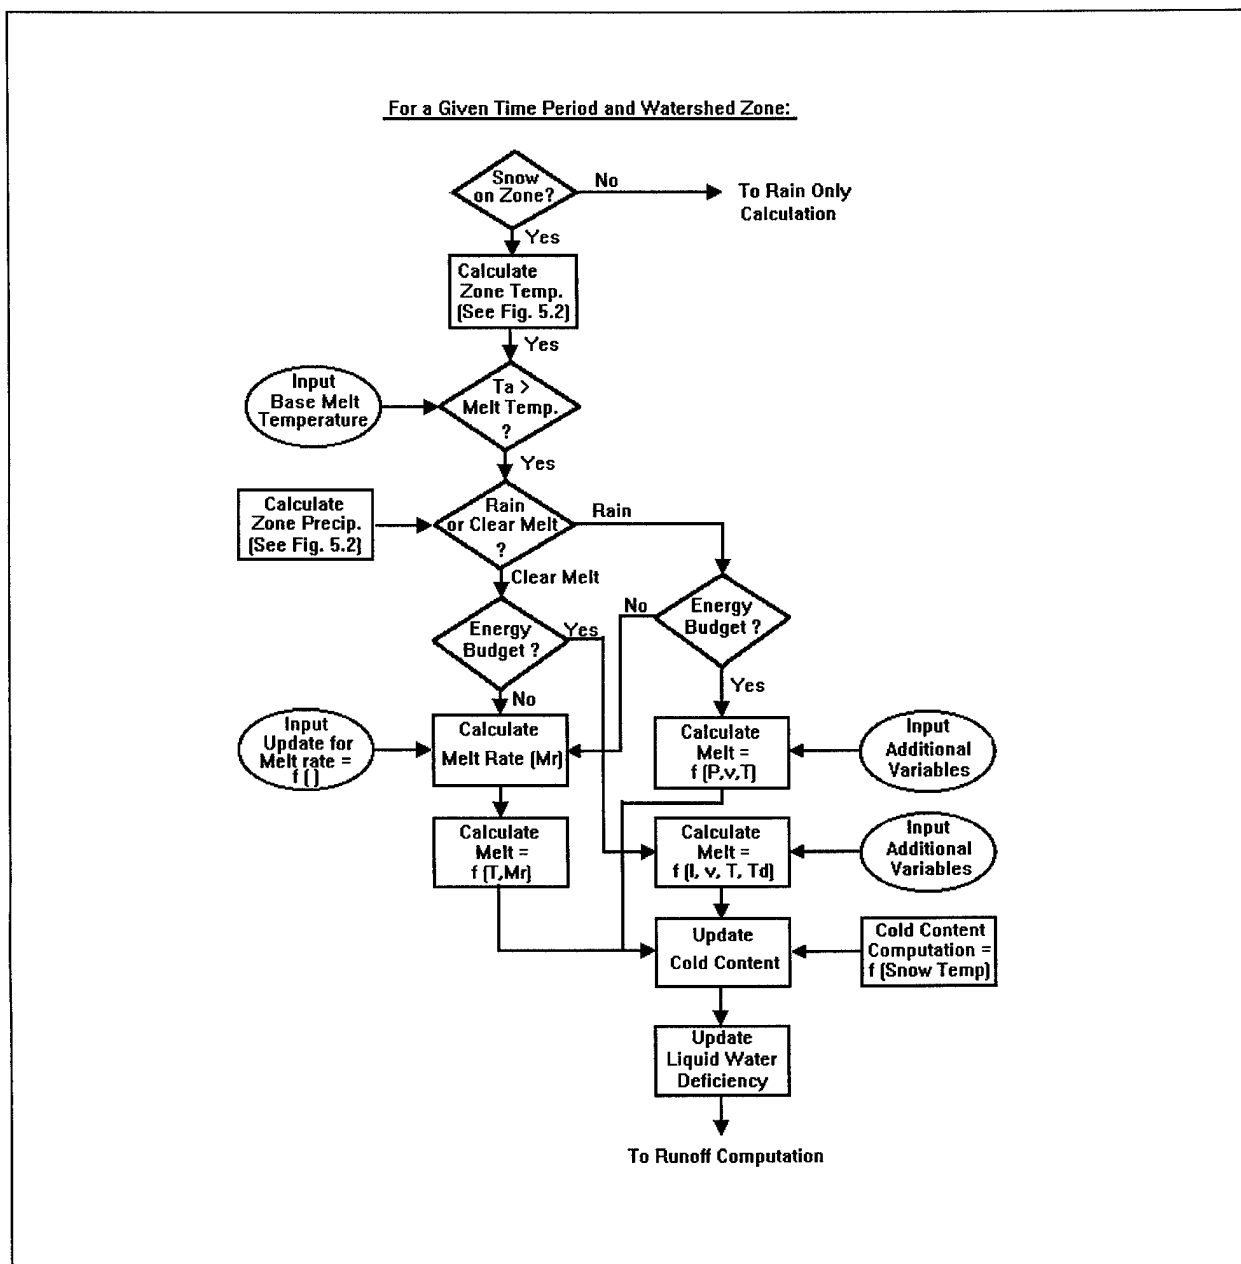 For a Given Time Period and Watershed Zone:
Snow
on Zone?
No
To Rain Only
Calculation
Yes
Calculate
Zone Temp.
(See Fig. 5.2)
Yes
Input
Base Melt
Temperature
Ta >
Melt Temp.
?
Yes
Calculate
Zone Precip.
(See Fig. 5.2)
Rain
or Clear Melt
?
Rain
Clear Melt
Energy
Budget ?
Yes
No
Energy
Budget ?
No
Yes
Input
Update for
Melt rate =
f ( )
Calculate
Melt Rate (Mr)
Calculate
Melt =
f (P,v,T)
Input
Additional
Variables
Calculate
Melt =
f (T,Mr)
Calculate
Melt =
f (I, v, T, Td)
Input
Additional
Variables
Update
Cold Content
Cold Content
Computation =
f (Snow Temp)
Update
Liquid Water
Deficiency
To Runoff Computation